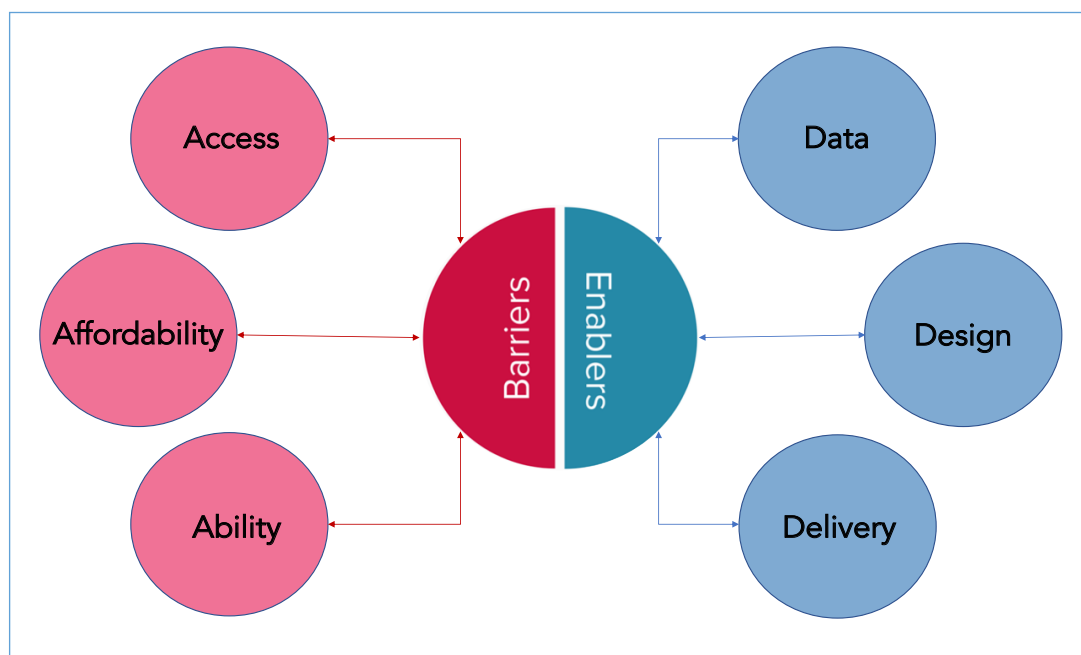 Access
Affordability
Ability
Barriers
Enablers
Data
Design
Delivery